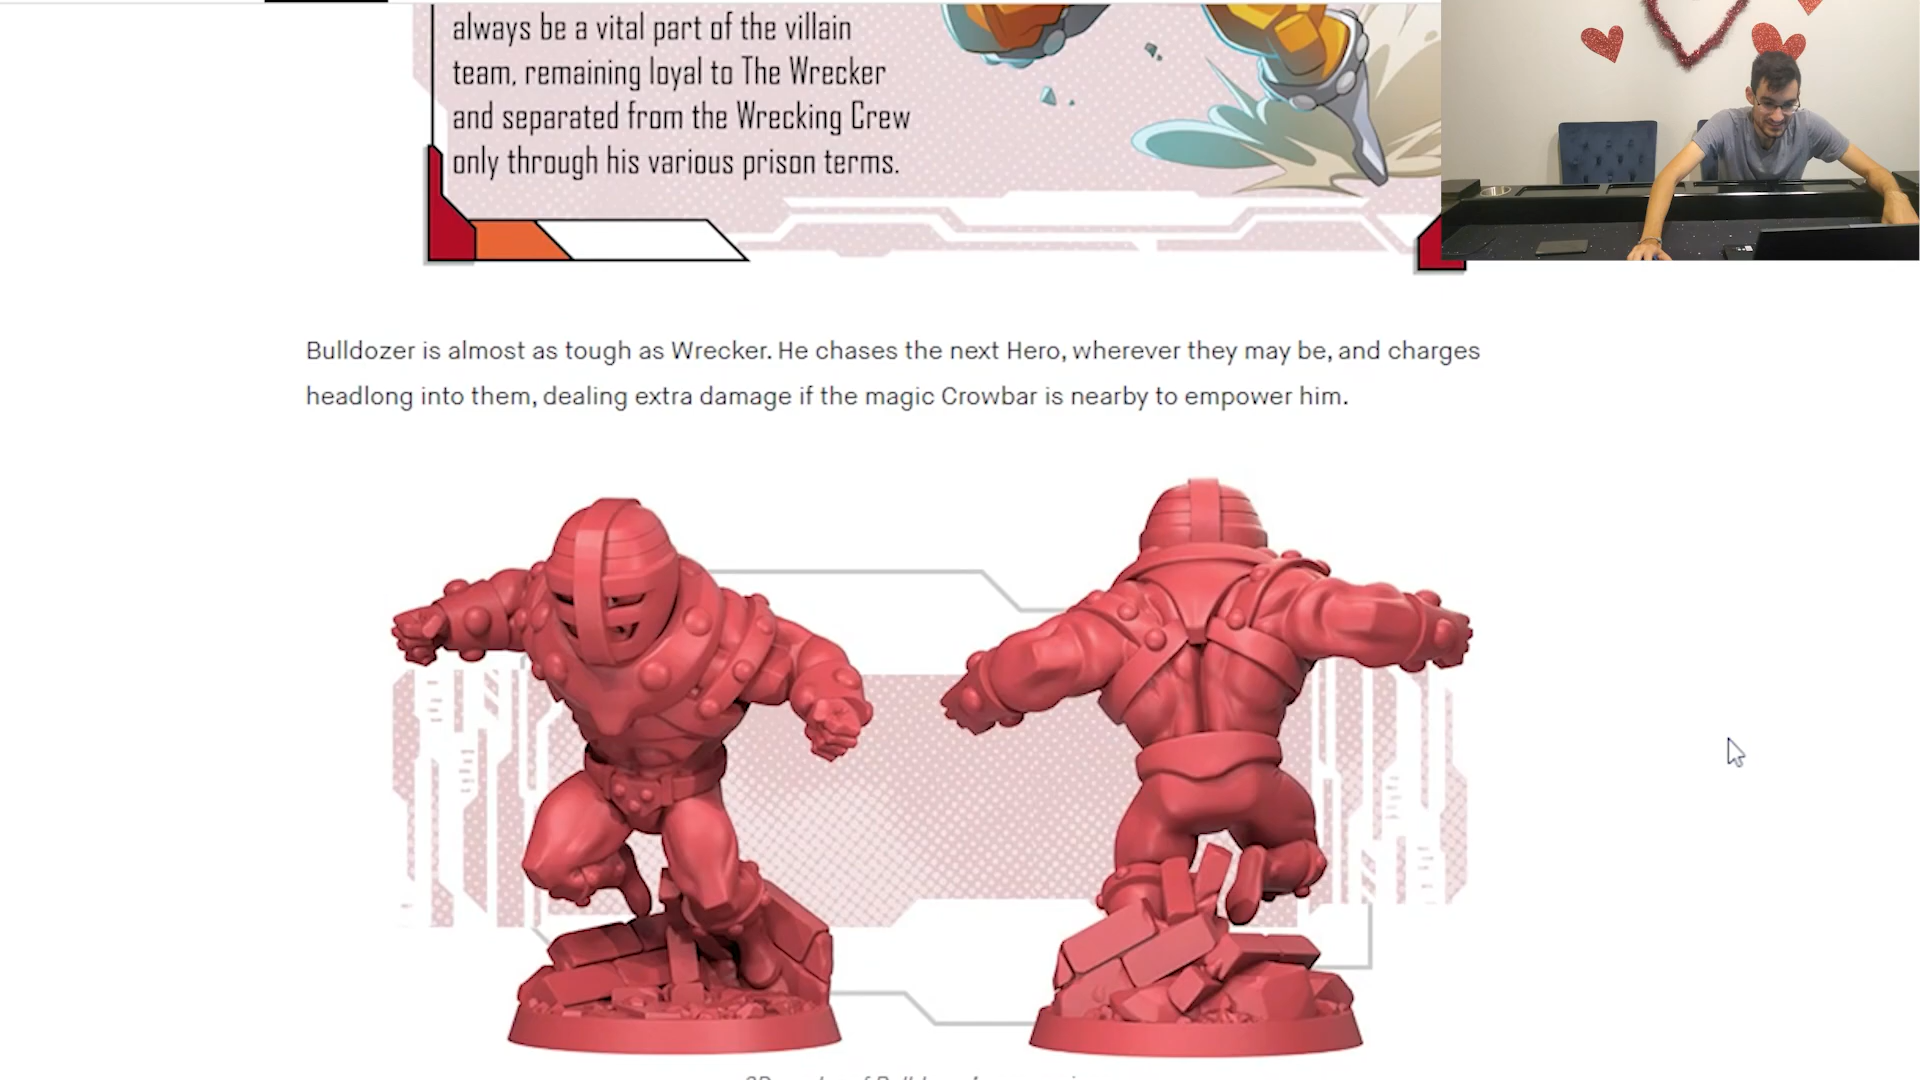 always be a vital part of the villain
team, remaining loyal to The Wrecker
and separated from the Wrecking Crew
only through his various prison terms.
Bulldozer is almost as tough as Wrecker. He chases the next Hero, wherever they may be, and charges
headlong into them, dealing extra damage if the magic Crowbar is nearby to empower him.